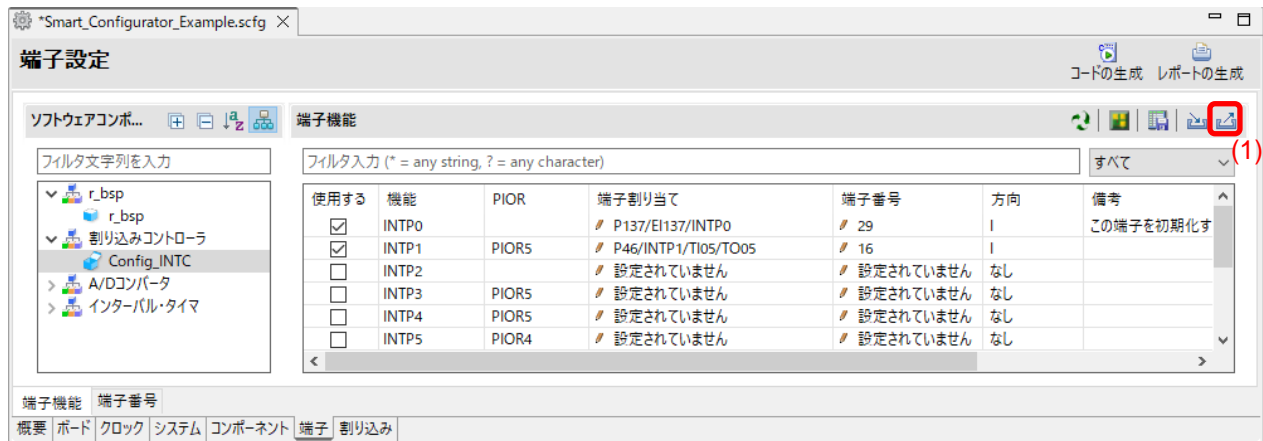 *Smart_Configurator_Example.scfg
端子設定
コードの生成 レポートの生成
ソフトウェアコンポ... 端子機能
(1)
フィルタ文字列を入力 フィルタ入力 (* = any string, ? = any character) すべて
r_bsp
r_bsp
割り込みコントローラ
Config_INTC
A/Dコンバータ
インターバル・タイマ
使用する 機能 PIOR 端子割り当て 端子番号 方向 備考
INTP0 P137/EI137/INTP0 29 I この端子を初期化す
INTP1 PIOR5 P46/INTP1/TI05/TO05 16 I
INTP2 設定されていません 設定されていません なし
INTP3 PIOR5 設定されていません 設定されていません なし
INTP4 PIOR5 設定されていません 設定されていません なし
INTP5 PIOR4 設定されていません 設定されていません なし
端子機能 端子番号
概要 ボード クロック システム コンポーネント 端子 割り込み